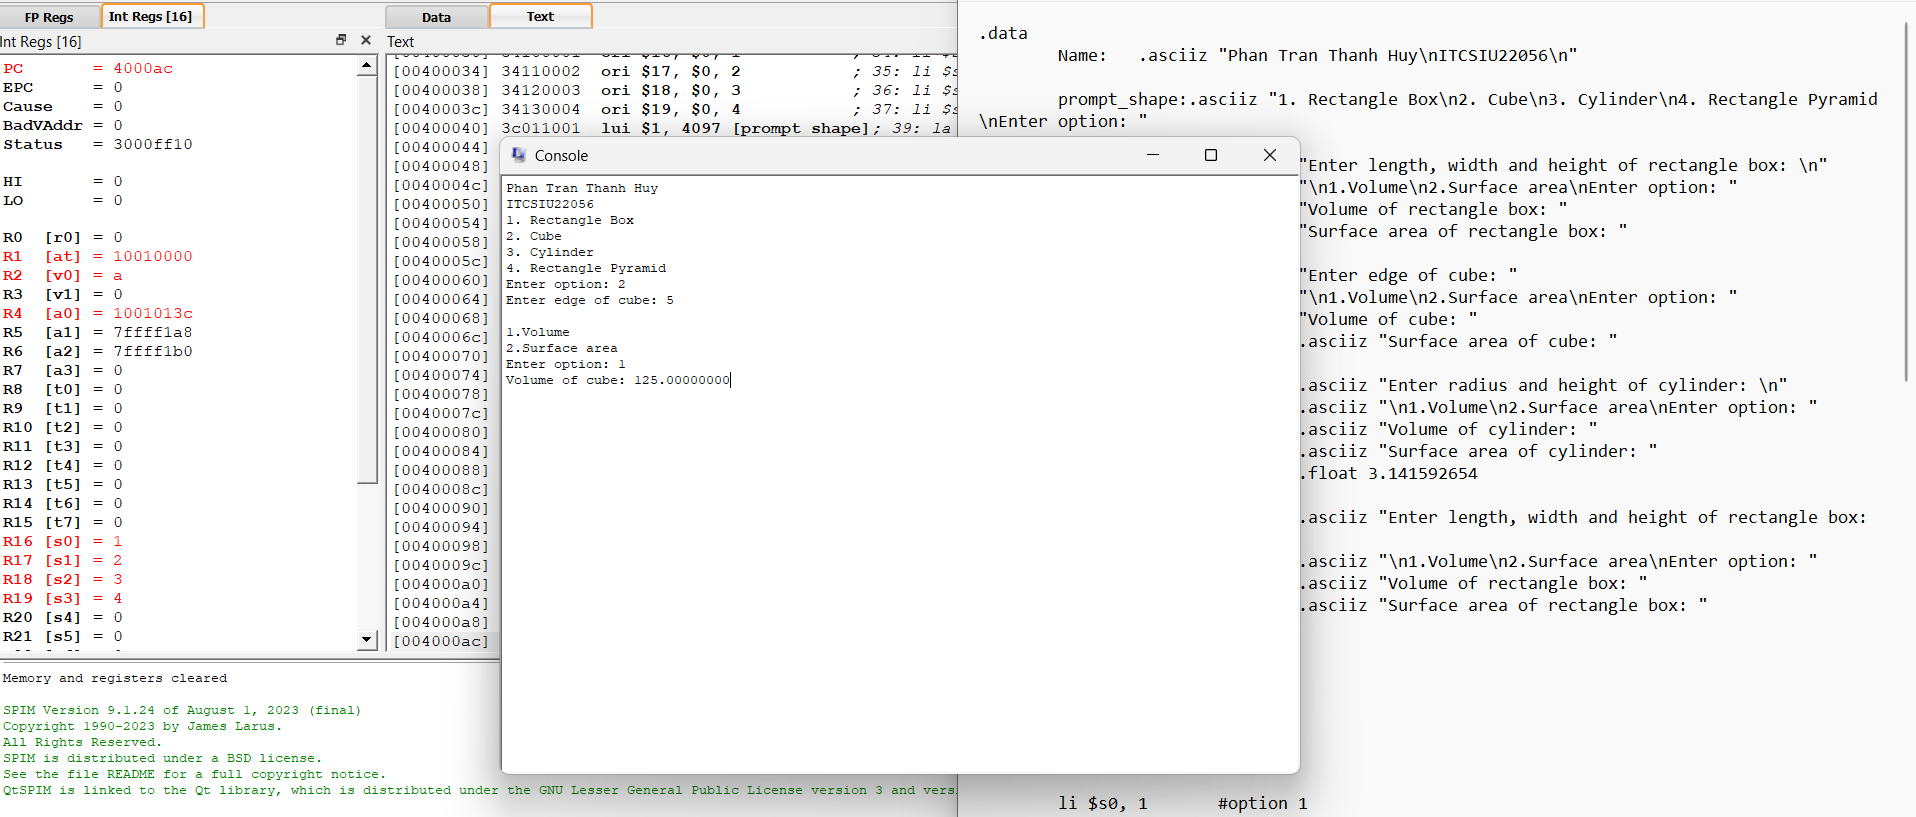 FP Regs
Int Regs [16]
Data
Text
Int Regs [16]
Text
PC = 4000ac
EPC = 0
Cause = 0
BadVAddr = 0
Status = 3000ff10
HI = 0
LO = 0
R0 [r0] = 0
R1 [at] = 10010000
R2 [v0] = a
R3 [v1] = 0
R4 [a0] = 1001013c
R5 [a1] = 7ffff1a8
R6 [a2] = 7ffff1b0
R7 [a3] = 0
R8 [t0] = 0
R9 [t1] = 0
R10 [t2] = 0
R11 [t3] = 0
R12 [t4] = 0
R13 [t5] = 0
R14 [t6] = 0
R15 [t7] = 0
R16 [s0] = 1
R17 [s1] = 2
R18 [s2] = 3
R19 [s3] = 4
R20 [s4] = 0
R21 [s5] = 0
[00400034] 34110002 ori $17, $0, 2 ; 35: li $s
[00400038] 34120003 ori $18, $0, 3 ; 36: li $s
[0040003c] 34130004 ori $19, $0, 4 ; 37: li $s
[00400040] 3c011001 lui $1, 4097 [prompt_shape]; 39: la
[00400044]
[00400048]
[0040004c]
[00400050]
[00400054]
[00400058]
[0040005c]
[00400060]
[00400064]
[00400068]
[0040006c]
[00400070]
[00400074]
[00400078]
[0040007c]
[00400080]
[00400084]
[00400088]
[0040008c]
[00400090]
[00400094]
[00400098]
[0040009c]
[004000a0]
[004000a4]
[004000a8]
[004000ac]
Console
Phan Tran Thanh Huy
ITCSIU22056
1. Rectangle Box
2. Cube
3. Cylinder
4. Rectangle Pyramid
Enter option: 2
Enter edge of cube: 5
1.Volume
2.Surface area
Enter option: 1
Volume of cube: 125.00000000
.data
Name: .asciiz "Phan Tran Thanh Huy\nITCSIU22056\n"
prompt_shape:.asciiz "1. Rectangle Box\n2. Cube\n3. Cylinder\n4. Rectangle Pyramid
\nEnter option: "
"Enter length, width and height of rectangle box: \n"
"\n1.Volume\n2.Surface area\nEnter option: "
"Volume of rectangle box: "
"Surface area of rectangle box: "
"Enter edge of cube: "
"\n1.Volume\n2.Surface area\nEnter option: "
"Volume of cube: "
.asciiz "Surface area of cube: "
.asciiz "Enter radius and height of cylinder: \n"
.asciiz "\n1.Volume\n2.Surface area\nEnter option: "
.asciiz "Volume of cylinder: "
.asciiz "Surface area of cylinder: "
.float 3.141592654
.asciiz "Enter length, width and height of rectangle box:
.asciiz "\n1.Volume\n2.Surface area\nEnter option: "
.asciiz "Volume of rectangle box: "
.asciiz "Surface area of rectangle box: "
li $s0, 1 #option 1
Memory and registers cleared
SPIM Version 9.1.24 of August 1, 2023 (final)
Copyright 1990-2023 by James Larus.
All Rights Reserved.
SPIM is distributed under a BSD license.
See the file README for a full copyright notice.
QtSPIM is linked to the Qt library, which is distributed under the GNU Lesser General Public License version 3 and vers